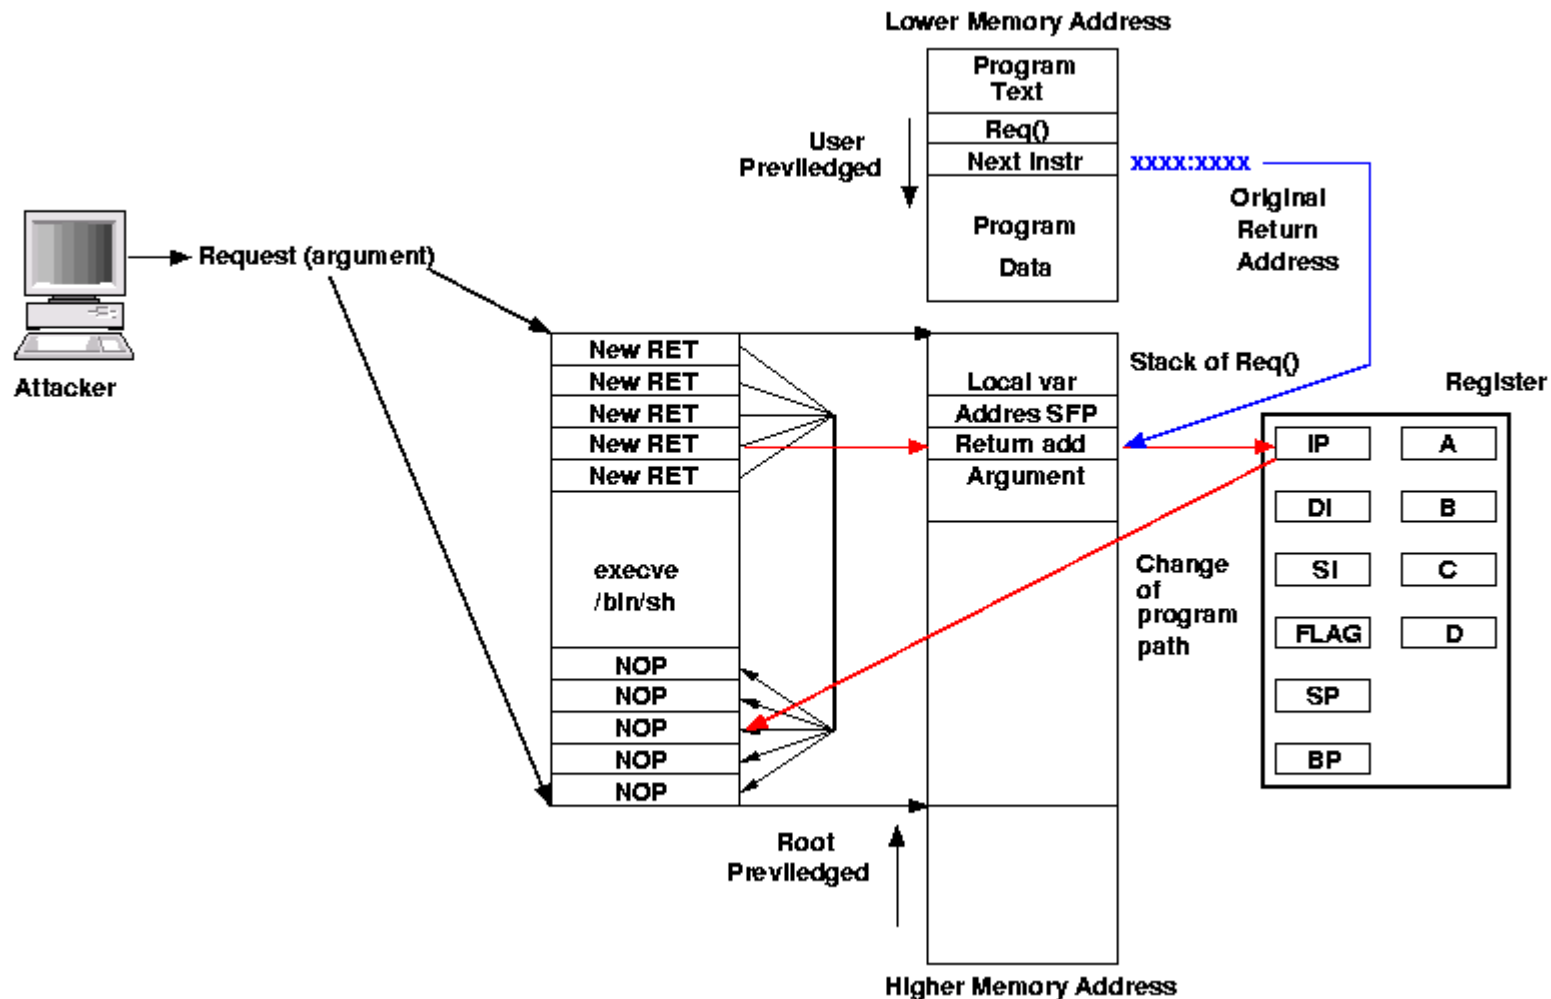 Lower Memory Address
Program
Text
Req()
Next Instr
Program
Data
User
Previledged
xxxx:xxxx
Original
Return
Address
Attacker
Request (argument)
New RET
New RET
New RET
New RET
New RET
execve
/bin/sh
NOP
NOP
NOP
NOP
NOP
Local var
Addres SFP
Return add
Argument
Stack of Req()
Register
IP
A
DI
B
SI
C
FLAG
D
SP
BP
Change
of
program
path
Root
Previledged
Higher Memory Address